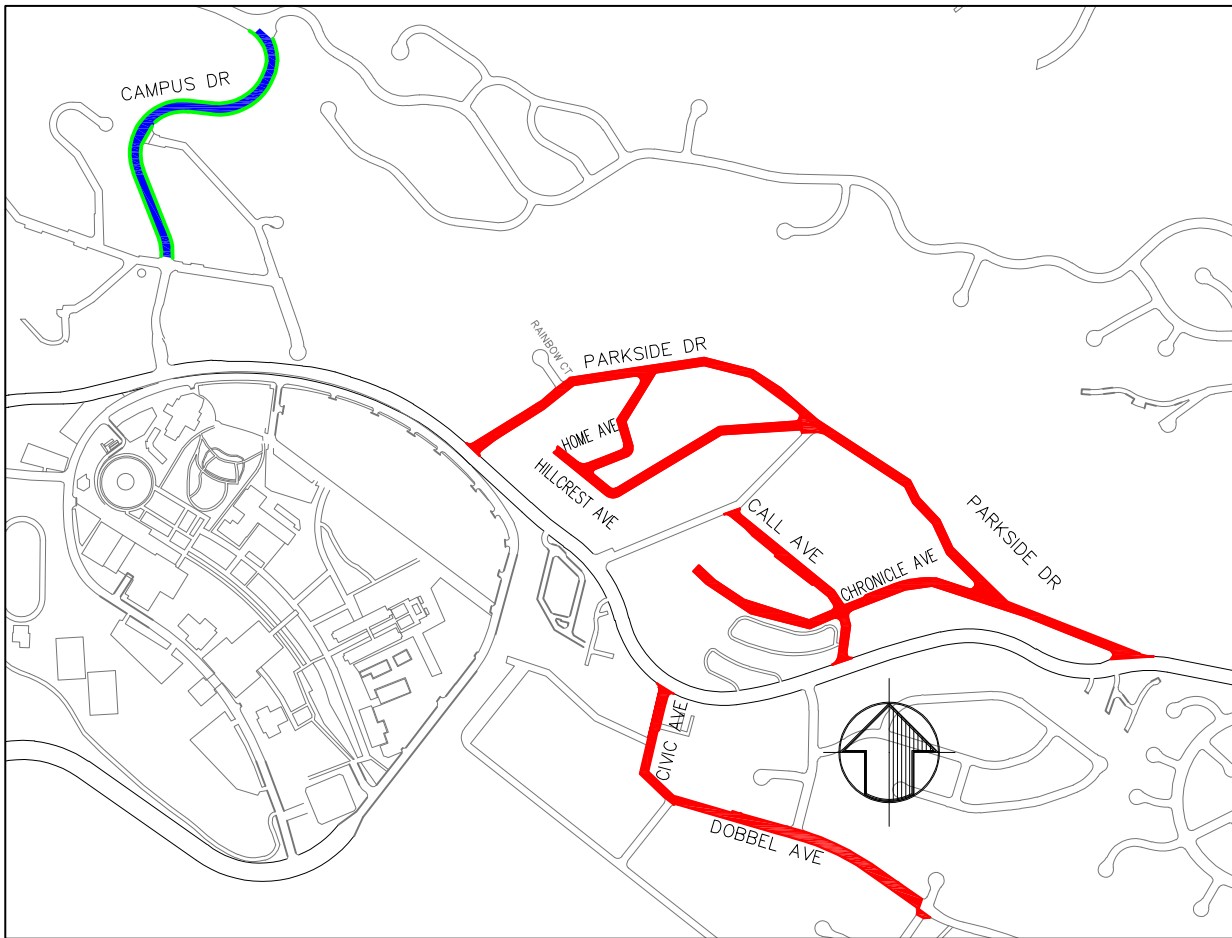 CAMPUS DR
RAINBOW CT
PARKSIDE DR
HOME AVE
HILLCREST AVE
CALL AVE
PARKSIDE DR
CHRONICLE AVE
CIVIC AVE
DOBBEL AVE